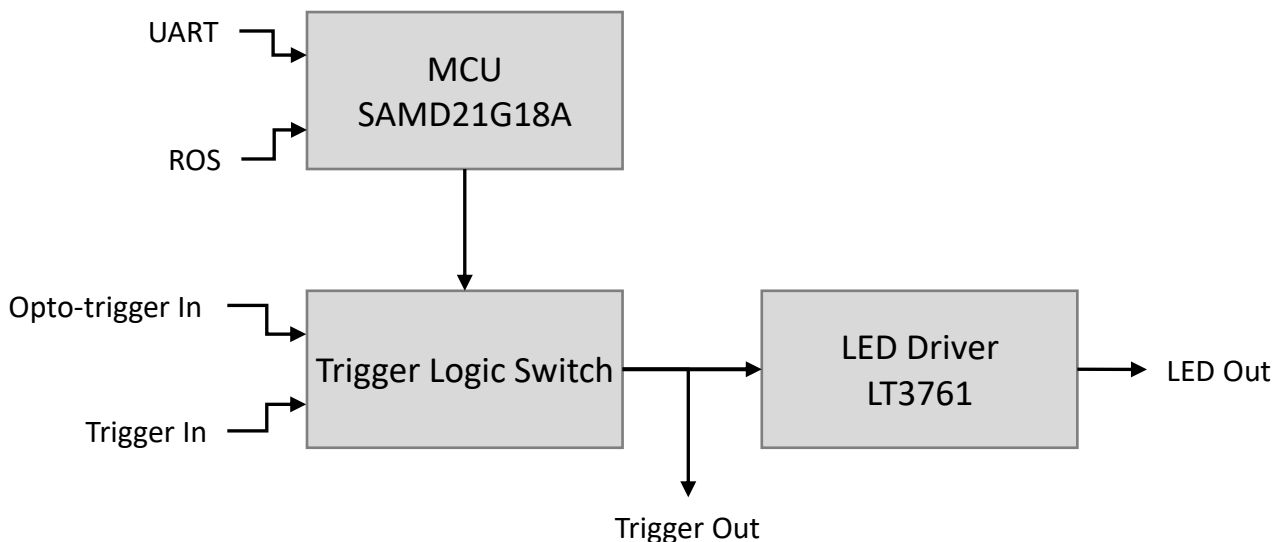 UART
MCU
SAMD21G18A
ROS
Opto-trigger In
Trigger Logic Switch
Trigger In
LED Driver
LT3761
LED Out
Trigger Out